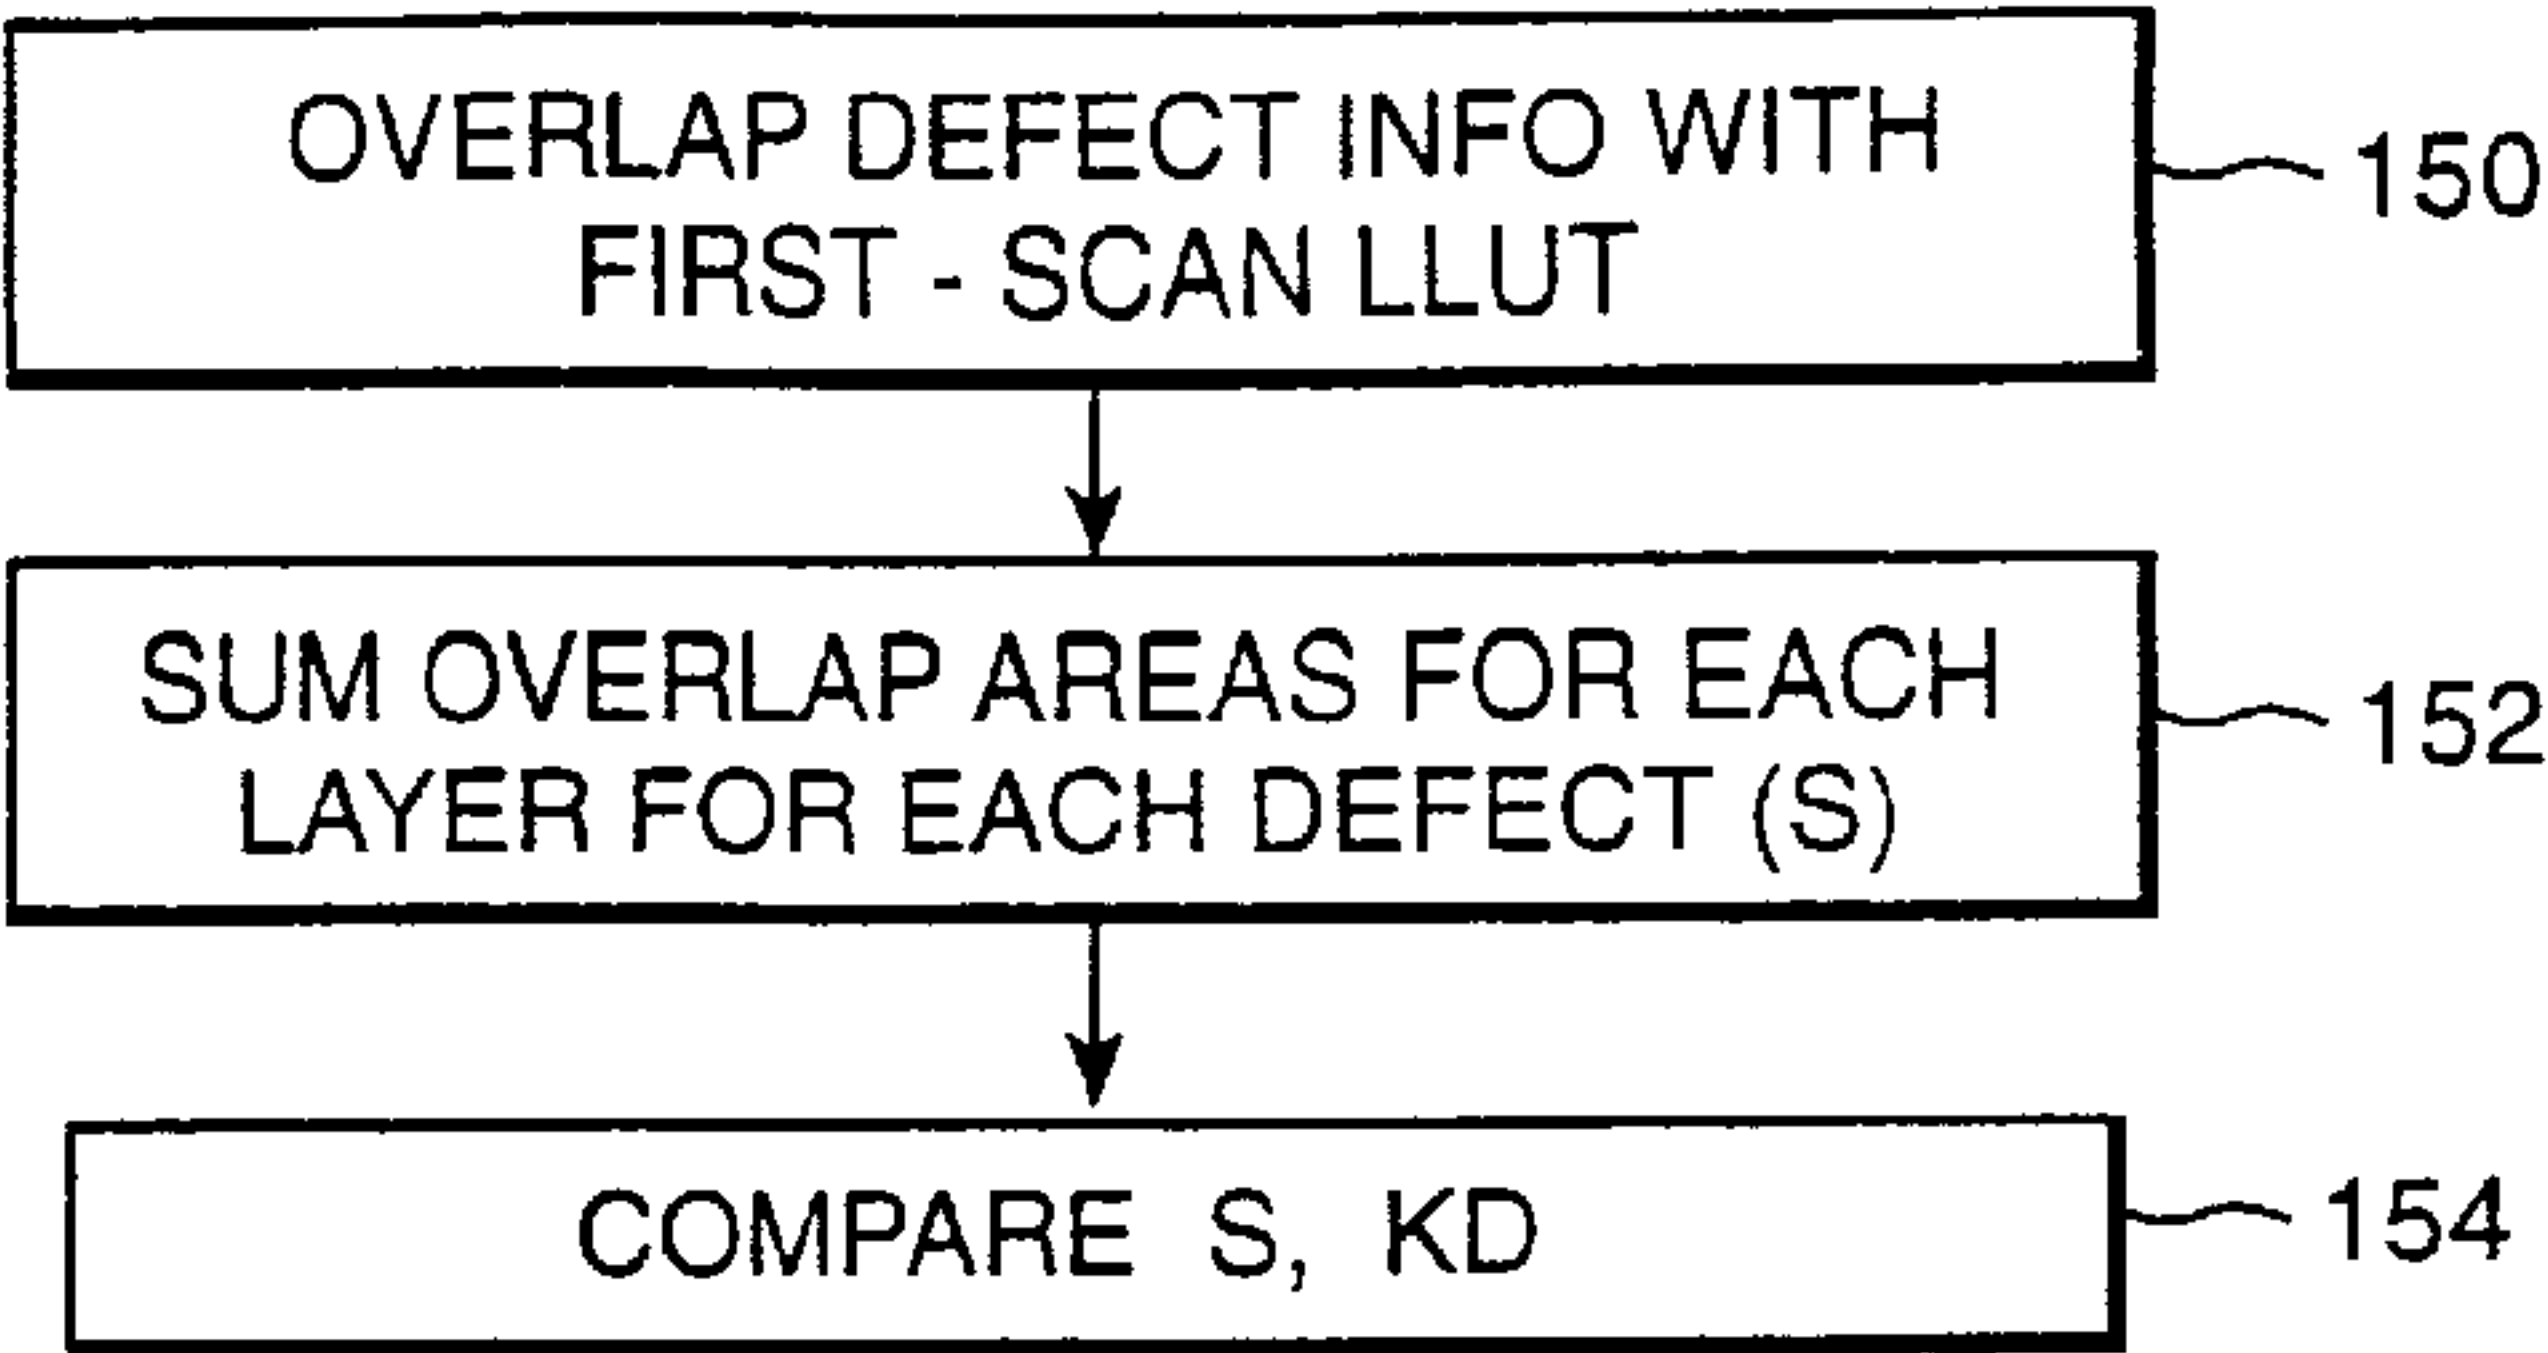 OVERLAP DEFECT INFO WITH
FIRST - SCAN LLUT
150
SUM OVERLAP AREAS FOR EACH
LAYER FOR EACH DEFECT (S)
152
COMPARE S, KD
154